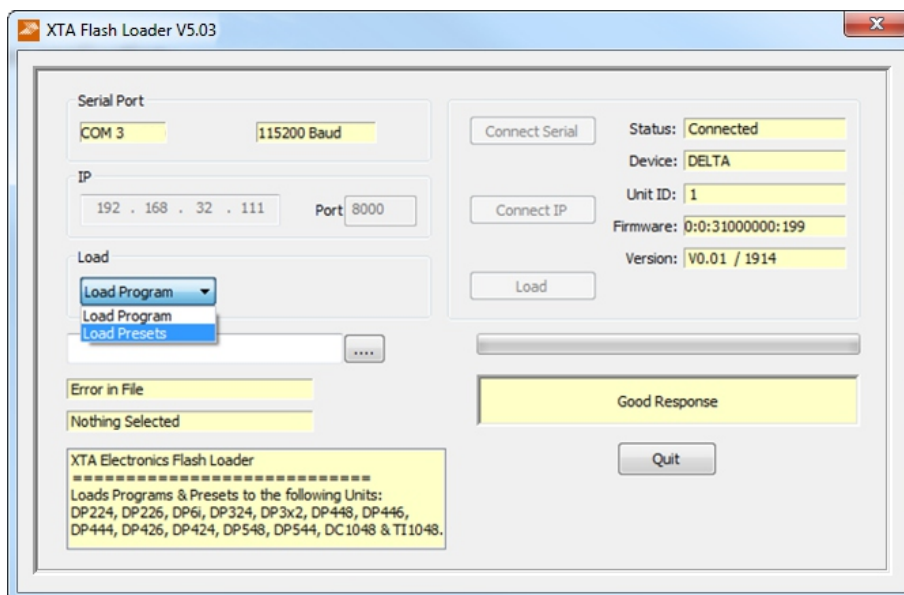 XTA Flash Loader V5.03
Serial Port
COM 3
115200 Baud
IP
192 . 168 . 32 . 111
Port 8000
Load
Load Program
Load Program
Load Presets
....
Error in File
Nothing Selected
XTA Electronics Flash Loader
============================
Loads Programs & Presets to the following Units:
DP224, DP226, DP6i, DP324, DP3x2, DP448, DP446,
DP444, DP426, DP424, DP548, DP544, DC1048 & TI1048.
Connect Serial
Connect IP
Load
Status: Connected
Device: DELTA
Unit ID: 1
Firmware: 0:0:31000000:199
Version: V0.01 / 1914
Good Response
Quit